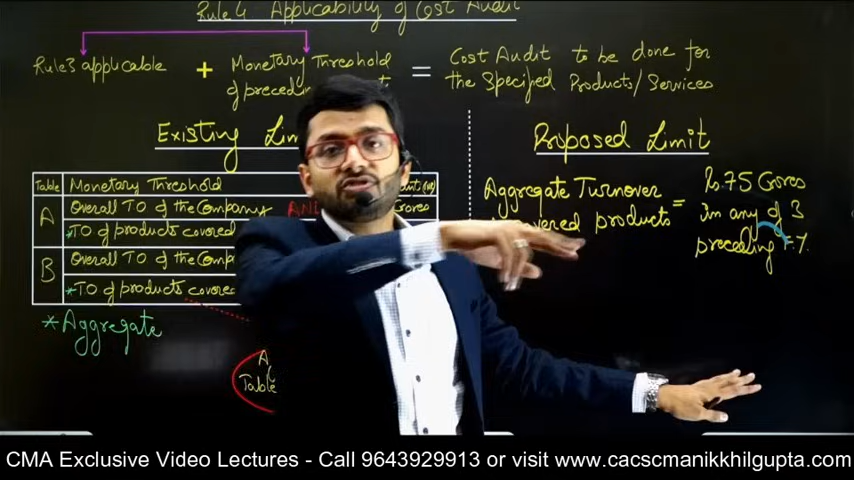 Rule 4 Applicability of Cost Audit
Rule 3 applicable + Monetary Threshold of preceding = Cost Audit to be done for the Specified Products/Services
Existing Lim
Table Monetary Threshold
A Overall TO of the Company AND Crores
*TO of products covered
B Overall TO of the Comp
*TO of products covered
*Aggregate
Table
Proposed Limit
Aggregate Turnover
products =
75 Crores
in any of 3
preceding F.Y.
CMA Exclusive Video Lectures - Call 9643929913 or visit www.cacscmanikkhilgupta.com